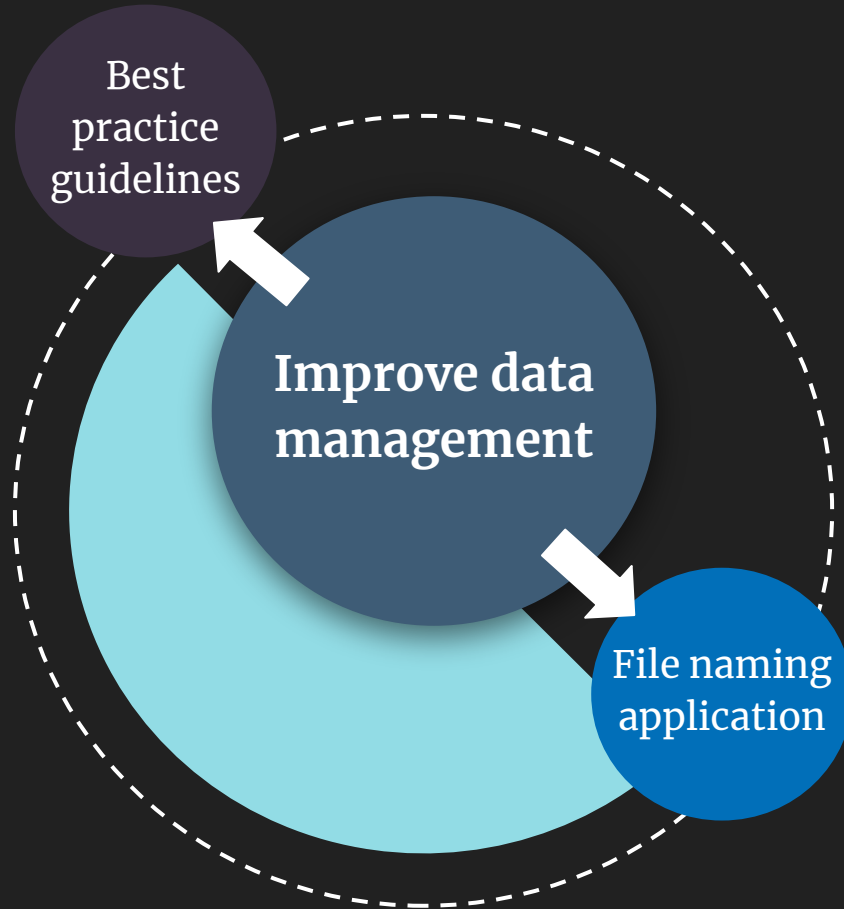 Best
practice
guidelines
Improve data
management
File naming
application